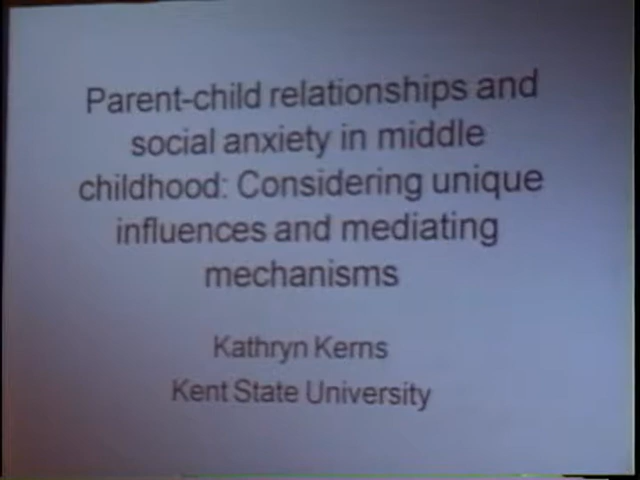 Parent-child relationships and
social anxiety in middle
childhood: Considering unique
influences and mediating
mechanisms
Kathryn Kerns
Kent State University